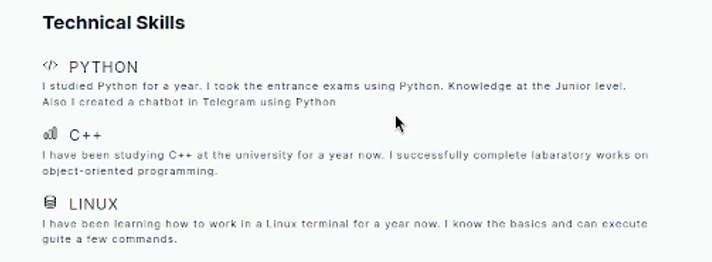 Technical Skills
PYTHON
I studied Python for a year. I took the entrance exams using Python. Knowledge at the Junior level.
Also I created a chatbot in Telegram using Python
C++
I have been studying C++ at the university for a year now. I successfully complete labaratory works on
object-oriented programming.
LINUX
I have been learning how to work in a Linux terminal for a year now. I know the basics and can execute
quite a few commands.